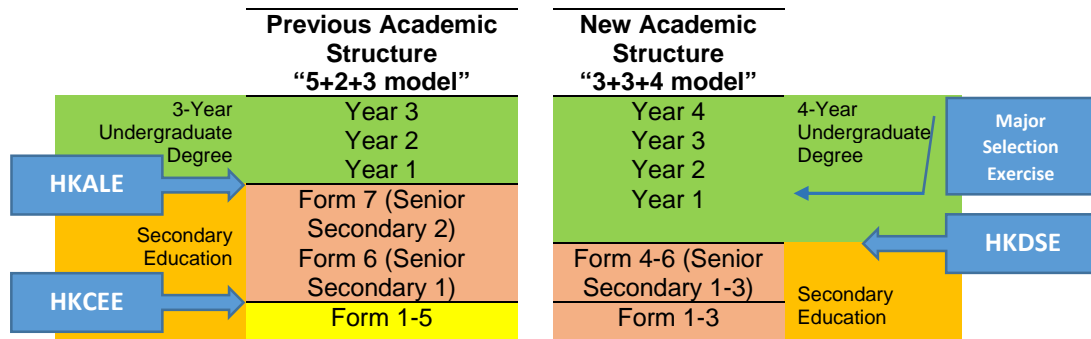 Previous Academic
Structure
“5+2+3 model”
New Academic
Structure
“3+3+4 model”
3-Year
Undergraduate
Degree
Year 3
Year 2
Year 1
HKALE
Form 7 (Senior
Secondary 2)
Form 6 (Senior
Secondary 1)
Secondary
Education
HKCEE
Form 1-5
Year 4
Year 3
Year 2
Year 1
4-Year
Undergraduate
Degree
Major
Selection
Exercise
HKDSE
Form 4-6 (Senior
Secondary 1-3)
Form 1-3
Secondary
Education